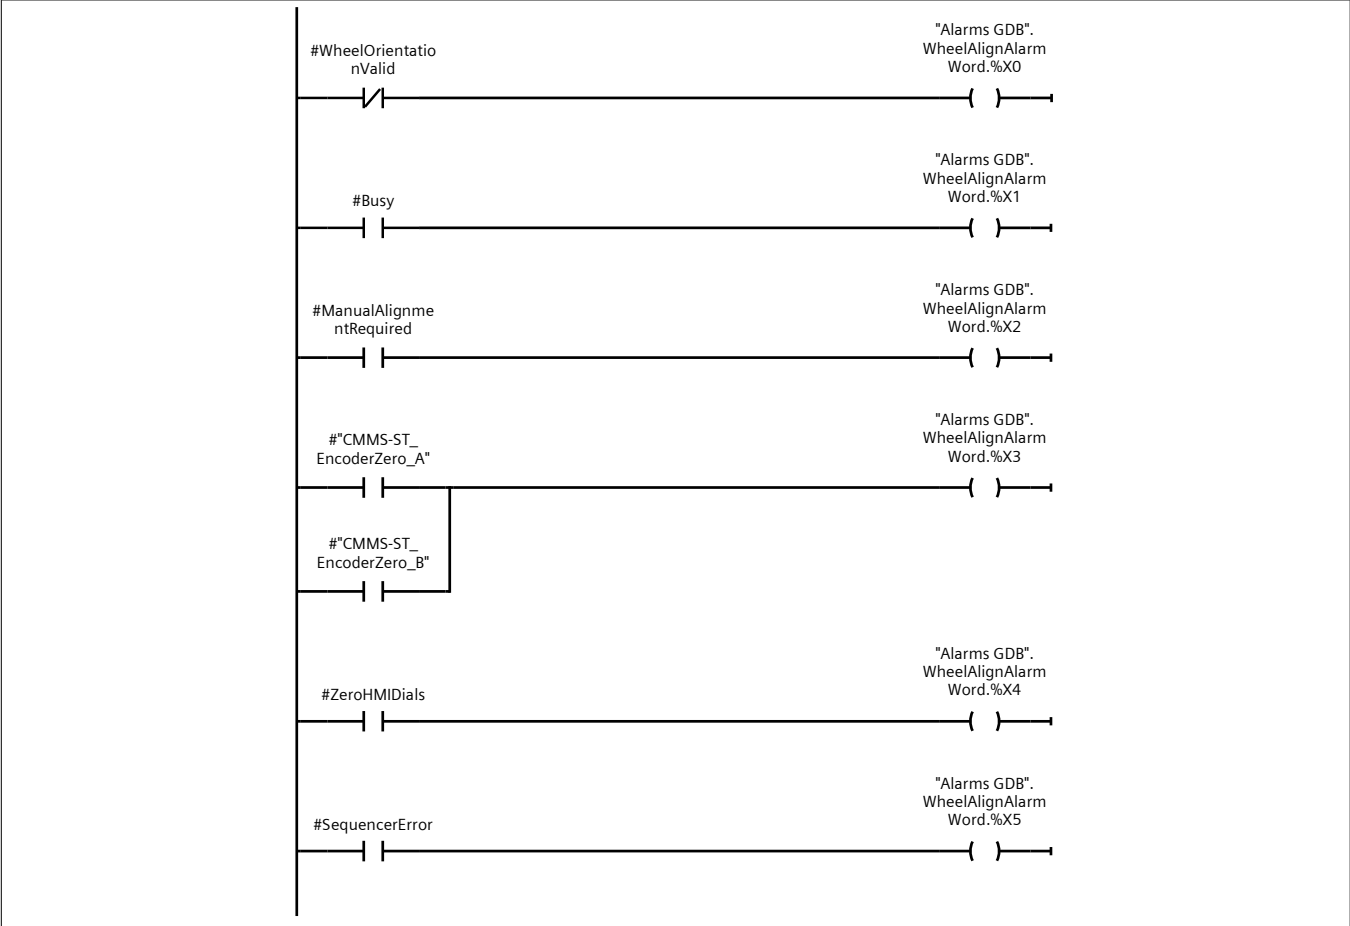 #WheelOrientatio
nValid
"Alarms GDB".
WheelAlignAlarm
Word.%X0
#Busy
"Alarms GDB".
WheelAlignAlarm
Word.%X1
#ManualAlignme
ntRequired
"Alarms GDB".
WheelAlignAlarm
Word.%X2
#"CMMS-ST_
EncoderZero_A"
"Alarms GDB".
WheelAlignAlarm
Word.%X3
#"CMMS-ST_
EncoderZero_B"
#ZeroHMIDials
"Alarms GDB".
WheelAlignAlarm
Word.%X4
#SequencerError
"Alarms GDB".
WheelAlignAlarm
Word.%X5